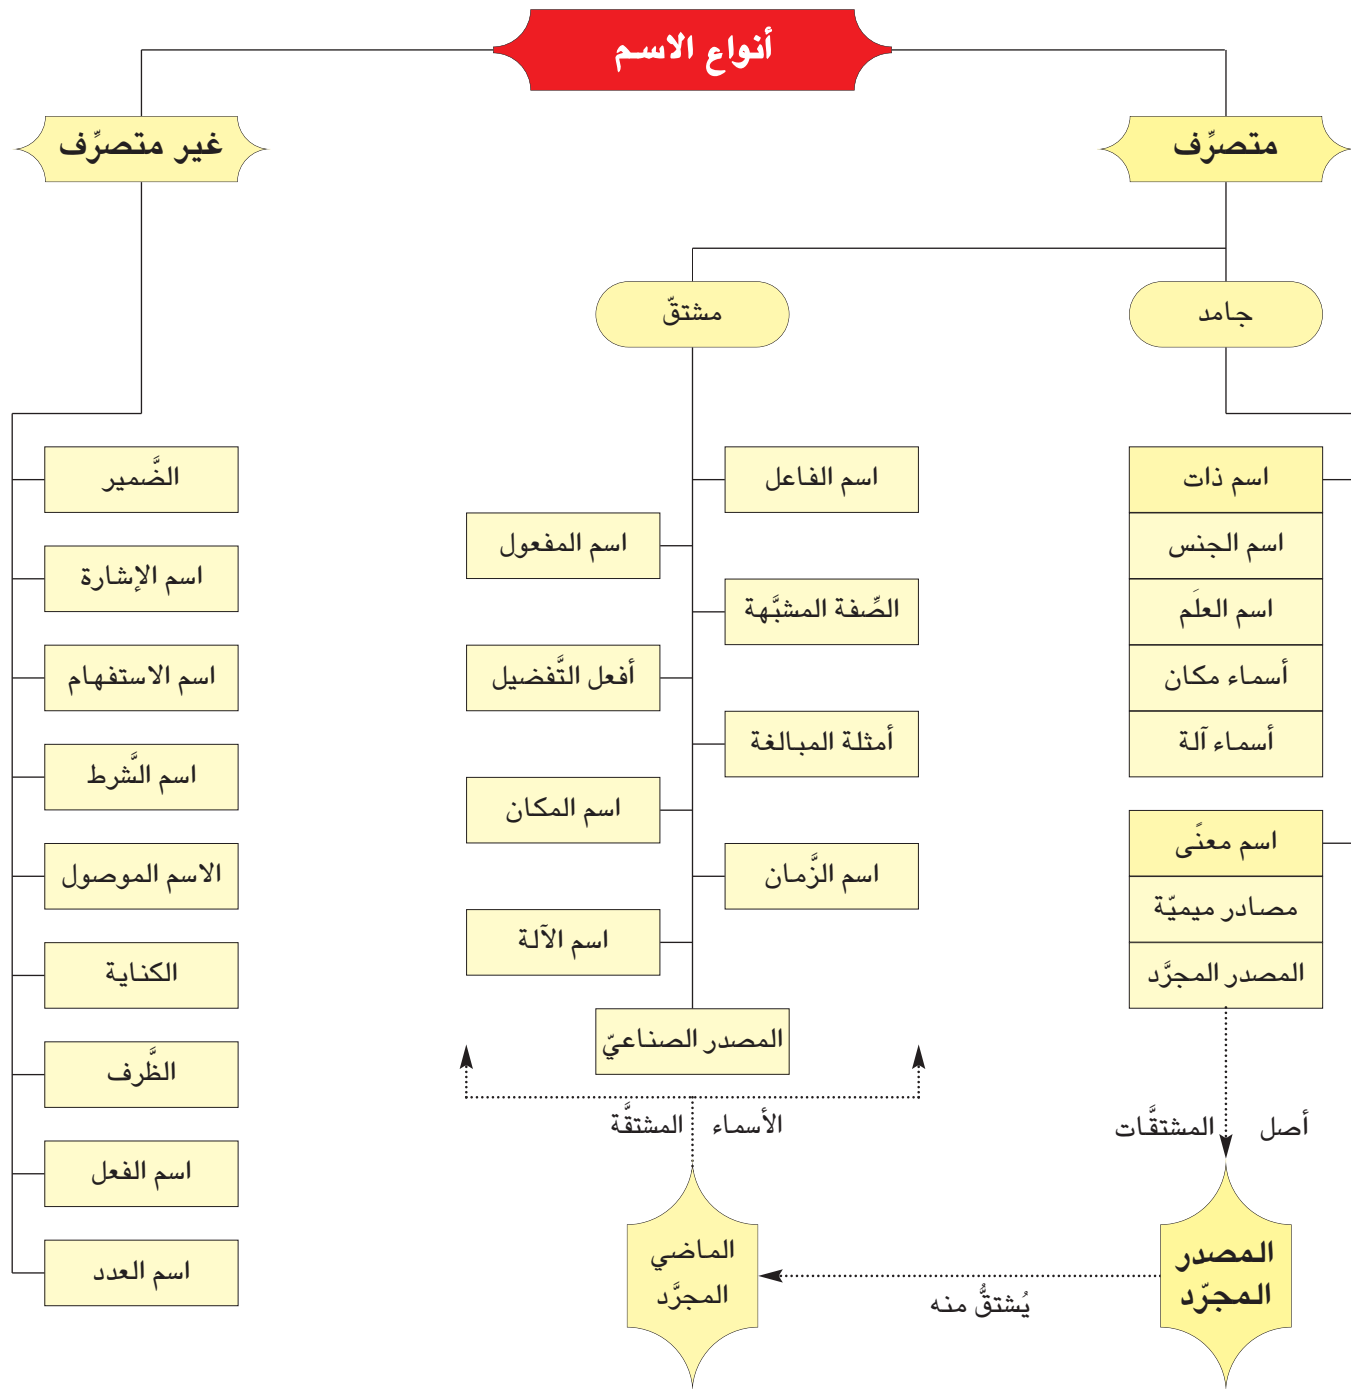 أنواع الاسم
متصرِّف
غير متصرِّف
جامد
مشتقّ
اسم ذات
اسم الجنس
اسم العلَم
أسماء مكان
أسماء آلة
اسم معنًى
مصادر ميميّة
المصدر المجرَّد
أصل المشتقَّات
المصدر
المجرّد
يُشتقُّ منه
اسم الفاعل
اسم المفعول
الصِّفة المشبَّهة
أفعل التَّفضيل
أمثلة المبالغة
اسم المكان
اسم الزَّمان
اسم الآلة
المصدر الصناعيّ
الأسماء المشتقَّة
الماضي
المجرَّد
الضَّمير
اسم الإشارة
اسم الاستفهام
اسم الشَّرط
الاسم الموصول
الكناية
الظَّرف
اسم الفعل
اسم العدد